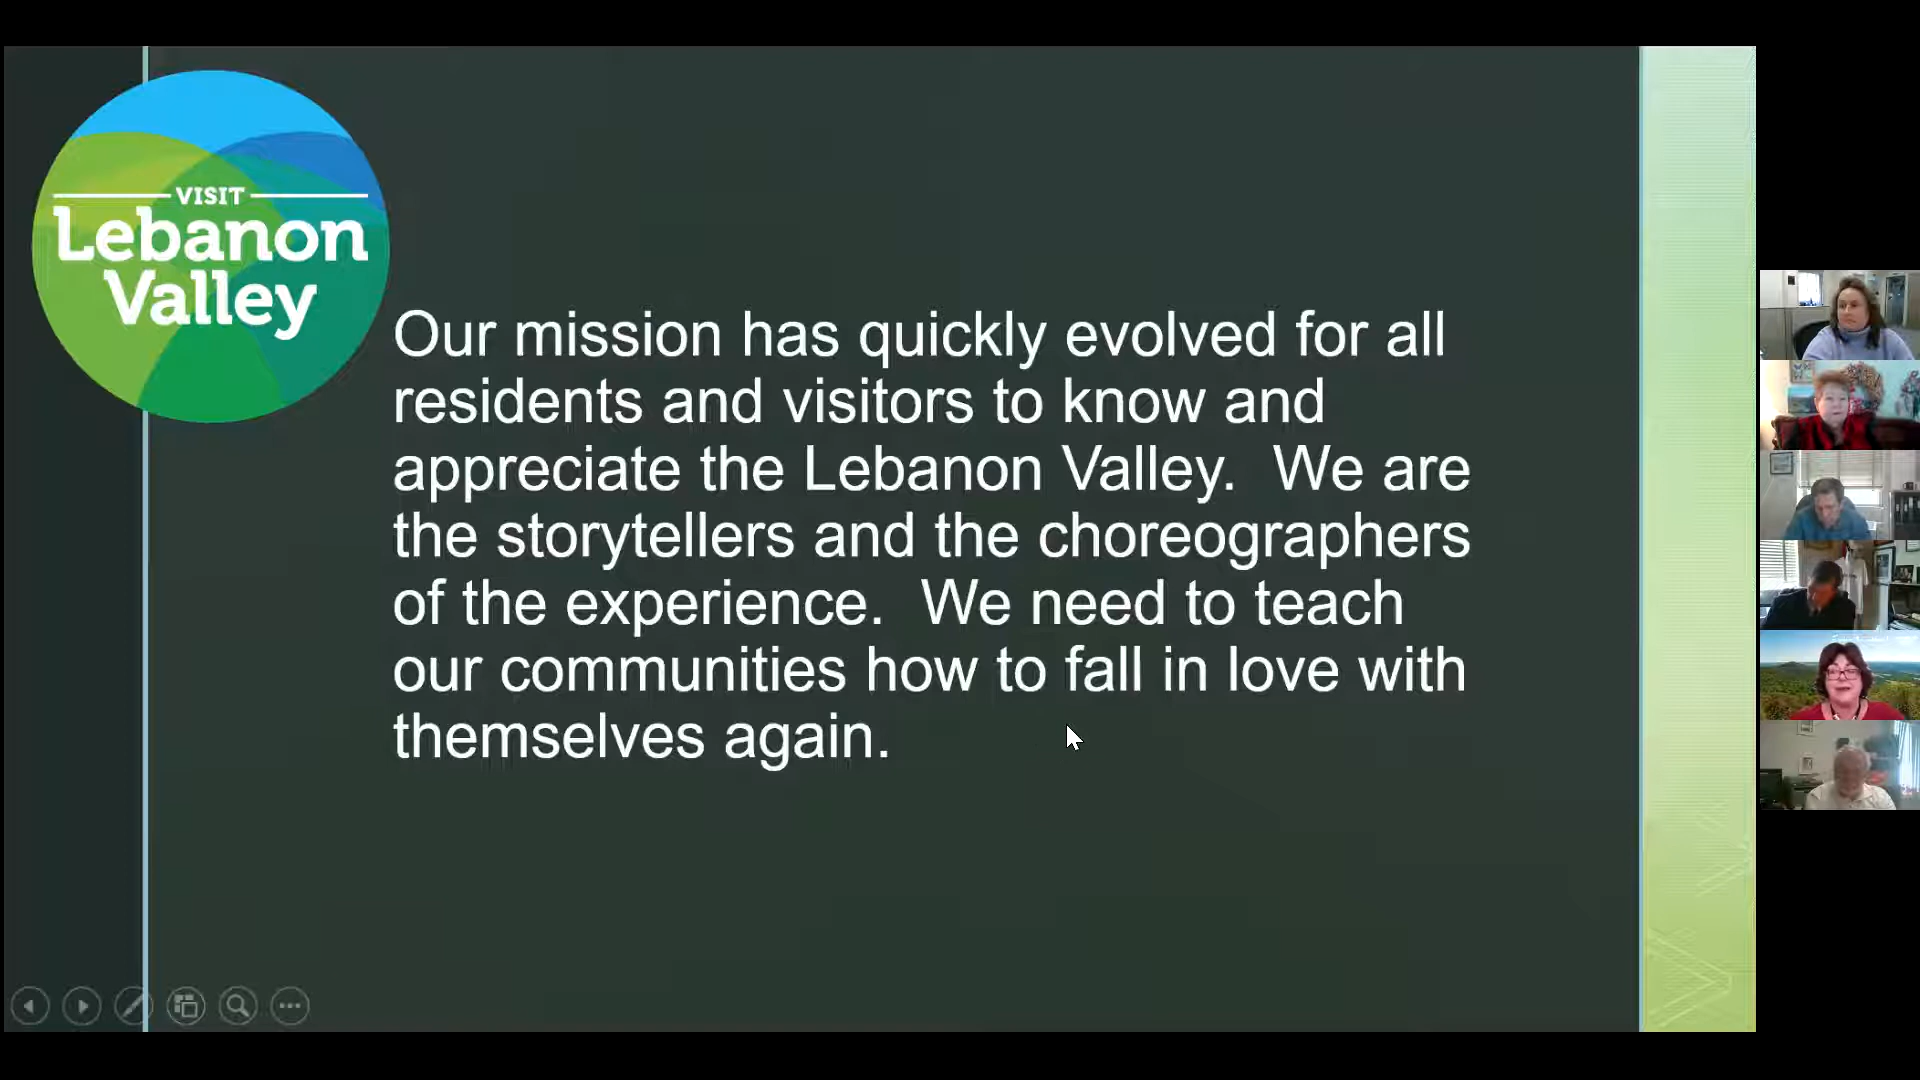 VISIT
Lebanon
Valley
Our mission has quickly evolved for all
residents and visitors to know and
appreciate the Lebanon Valley.  We are
the storytellers and the choreographers
of the experience.  We need to teach
our communities how to fall in love with
themselves again.